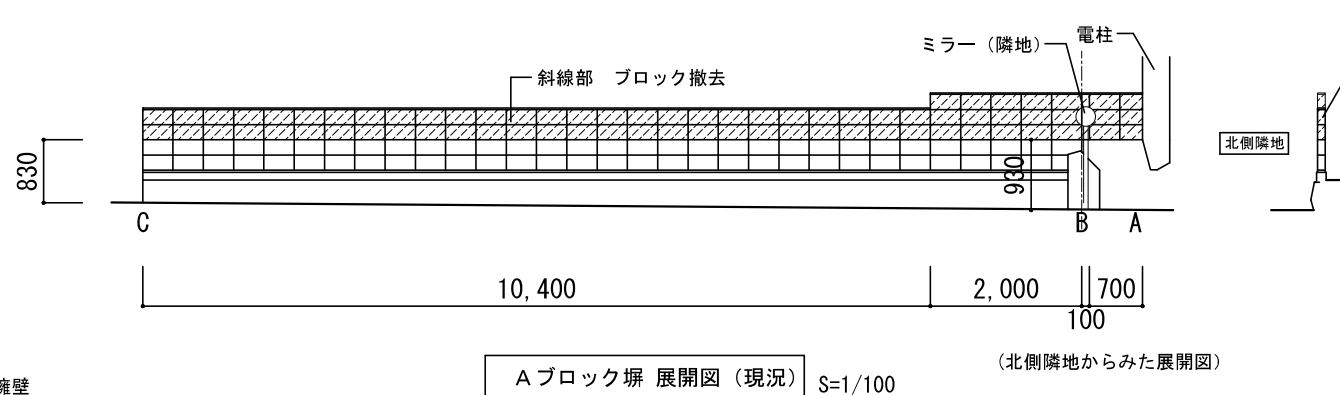 電柱
ミラー（隣地）
斜線部　ブロック撤去
北側隣地
830
930
C
B
A
10,400
2,000
700
100
（北側隣地からみた展開図）
Aブロック塀 展開図（現況）
S=1/100
擁壁